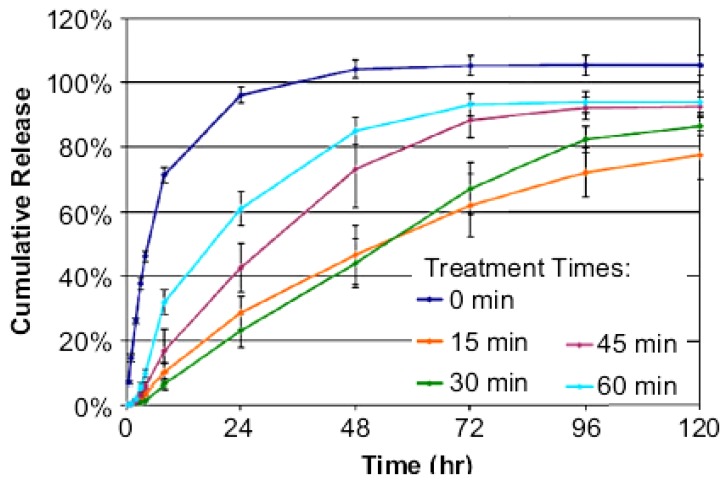 120%
100%
80%
60%
40%
20%
0%
Cumulative Release
Treatment Times:
0 min
15 min
45 min
30 min
60 min
0 24 48 72 96 120
Time (hr)